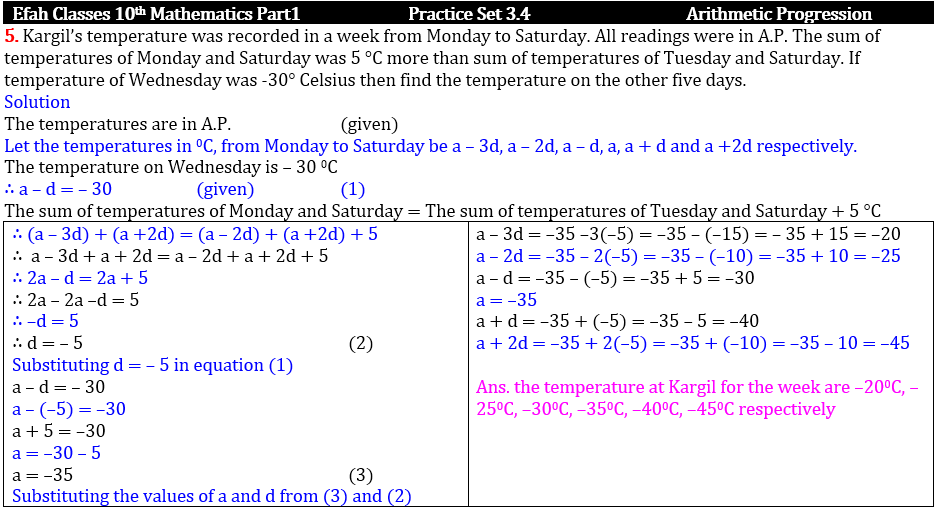 Efah Classes 10th Mathematics Part1 Practice Set 3.4 Arithmetic Progression
5. Kargil’s temperature was recorded in a week from Monday to Saturday. All readings were in A.P. The sum of
temperatures of Monday and Saturday was 5 °C more than sum of temperatures of Tuesday and Saturday. If
temperature of Wednesday was -30° Celsius then find the temperature on the other five days.
Solution
The temperatures are in A.P. (given)
Let the temperatures in ⁰C, from Monday to Saturday be a – 3d, a – 2d, a – d, a, a + d and a +2d respectively.
The temperature on Wednesday is – 30 ⁰C
∴ a – d = – 30 (given) (1)
The sum of temperatures of Monday and Saturday = The sum of temperatures of Tuesday and Saturday + 5 °C
∴ (a – 3d) + (a +2d) = (a – 2d) + (a +2d) + 5
∴ a – 3d + a + 2d = a – 2d + a + 2d + 5
∴ 2a – d = 2a + 5
∴ 2a – 2a –d = 5
∴ –d = 5
∴ d = – 5 (2)
Substituting d = – 5 in equation (1)
a – d = – 30
a – (–5) = –30
a + 5 = –30
a = –30 – 5
a = –35 (3)
Substituting the values of a and d from (3) and (2)
a – 3d = –35 –3(–5) = –35 – (–15) = – 35 + 15 = –20
a – 2d = –35 – 2(–5) = –35 – (–10) = –35 + 10 = –25
a – d = –35 – (–5) = –35 + 5 = –30
a = –35
a + d = –35 + (–5) = –35 – 5 = –40
a + 2d = –35 + 2(–5) = –35 + (–10) = –35 – 10 = –45
Ans. the temperature at Kargil for the week are –20⁰C, –
25⁰C, –30⁰C, –35⁰C, –40⁰C, –45⁰C respectively